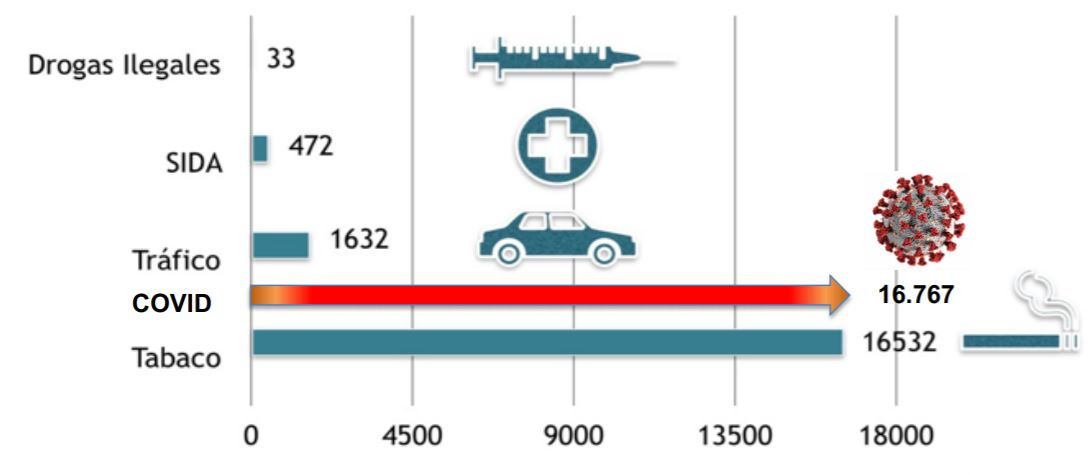 Drogas Ilegales 33
SIDA 472
Tráfico 1632
COVID 16.767
Tabaco 16532
0 4500 9000 13500 18000